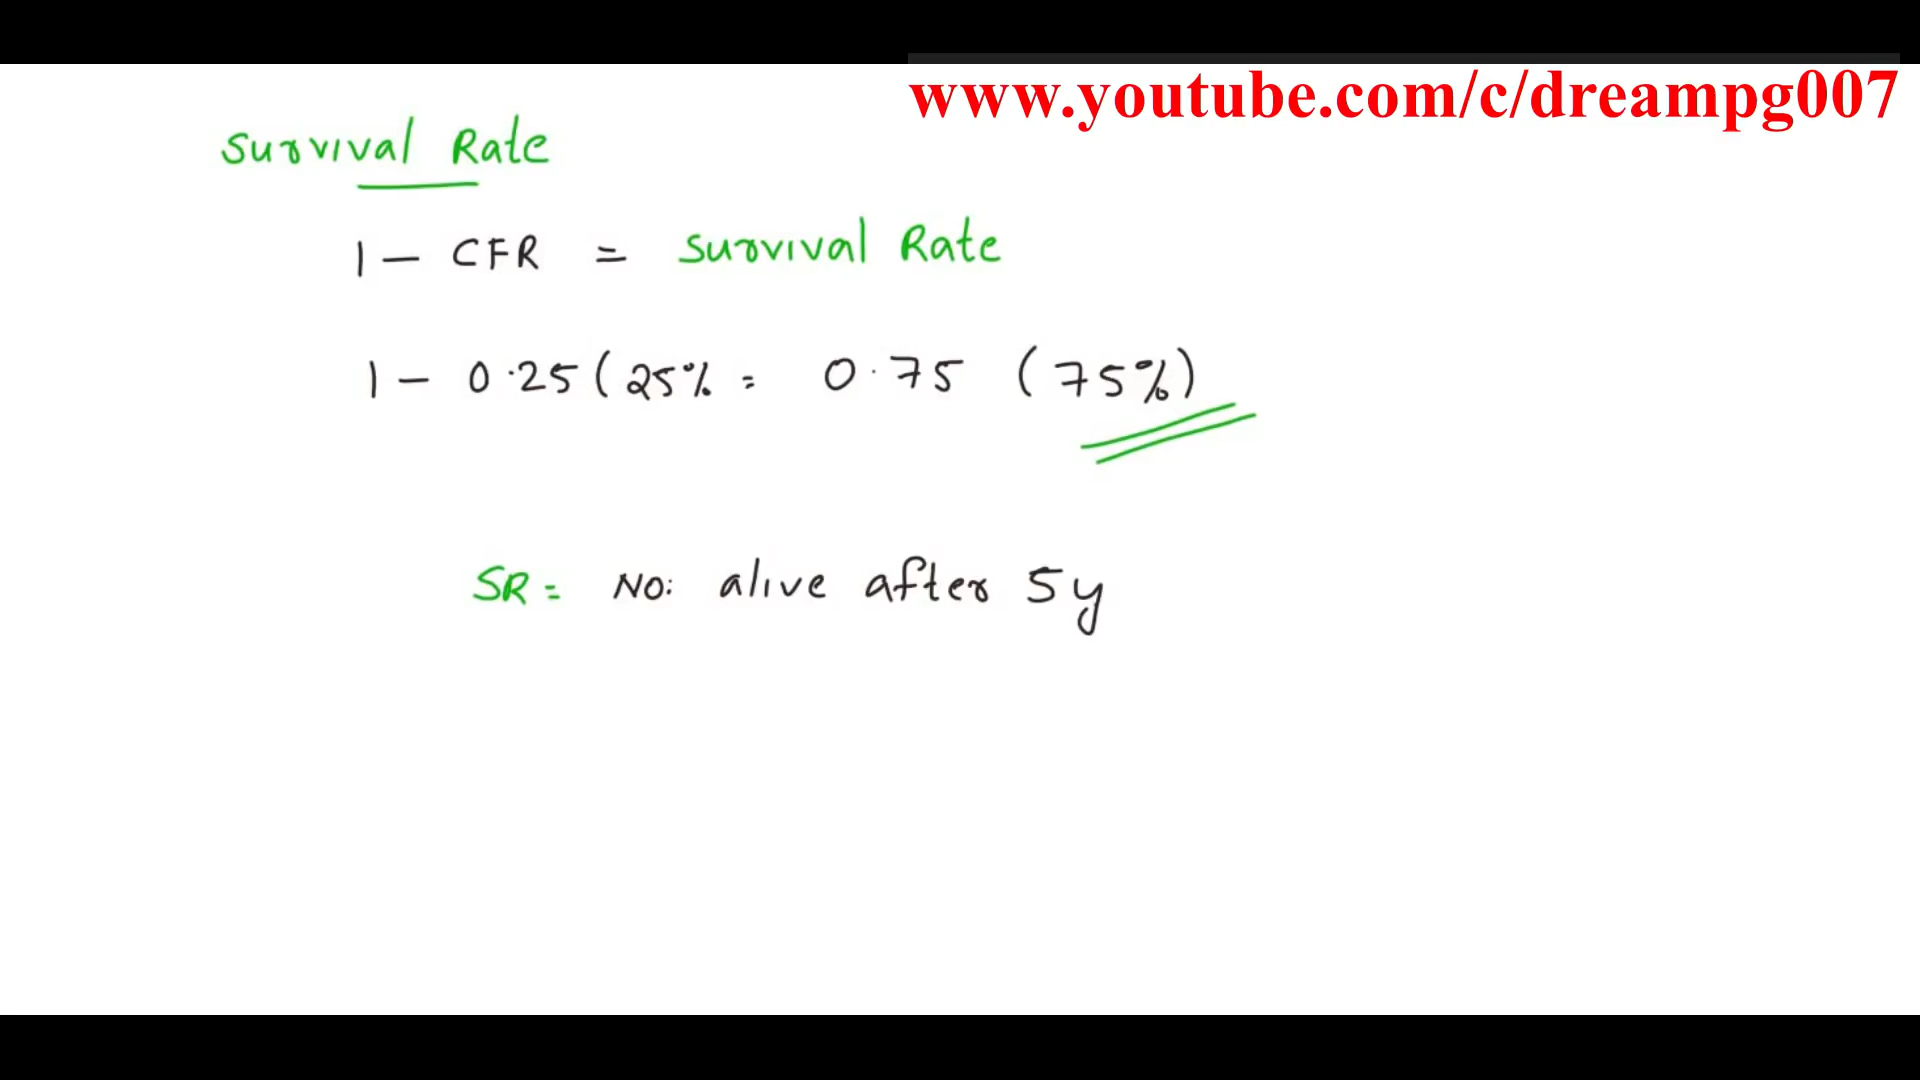 www.youtube.com/c/dreampg007
Survival Rate
1 - CFR = Survival Rate
1 - 0.25 (25% = 0.75 (75%)
SR = No: alive after 5y